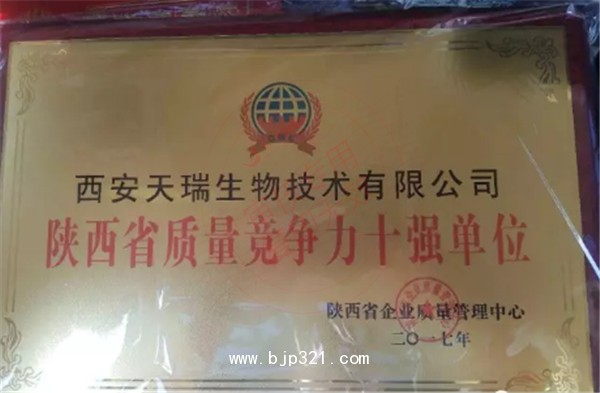 西安天瑞生物技术有限公司
陕西省质量竞争力十强单位
陕西省企业质量管理中心
二〇一七年
www.bjp321.com